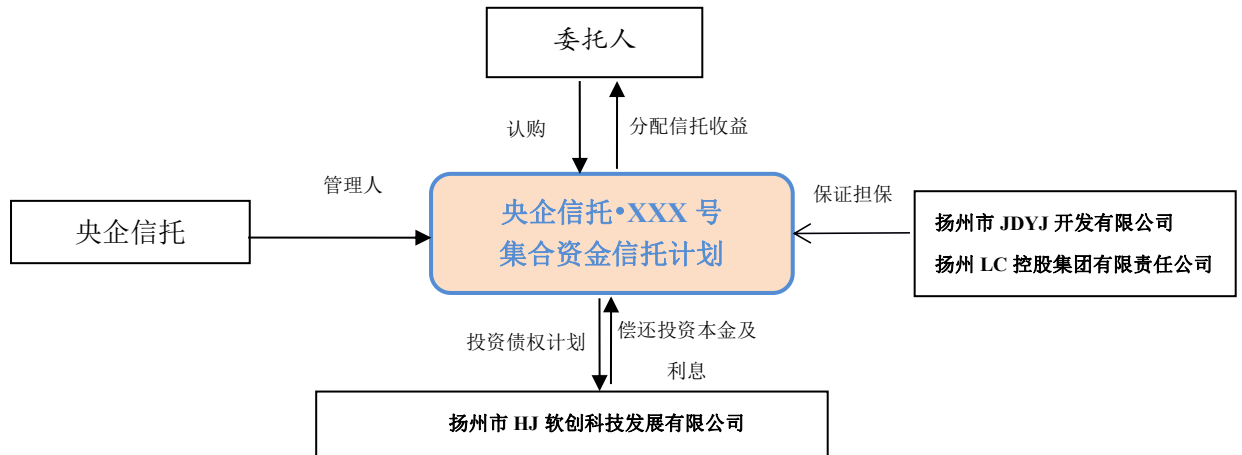 委托人
认购
分配信托收益
管理人
央企信托
央企信托•XXX 号
集合资金信托计划
保证担保
扬州市 JDYJ 开发有限公司
扬州 LC 控股集团有限责任公司
投资债权计划
偿还投资本金及
利息
扬州市 HJ 软创科技发展有限公司